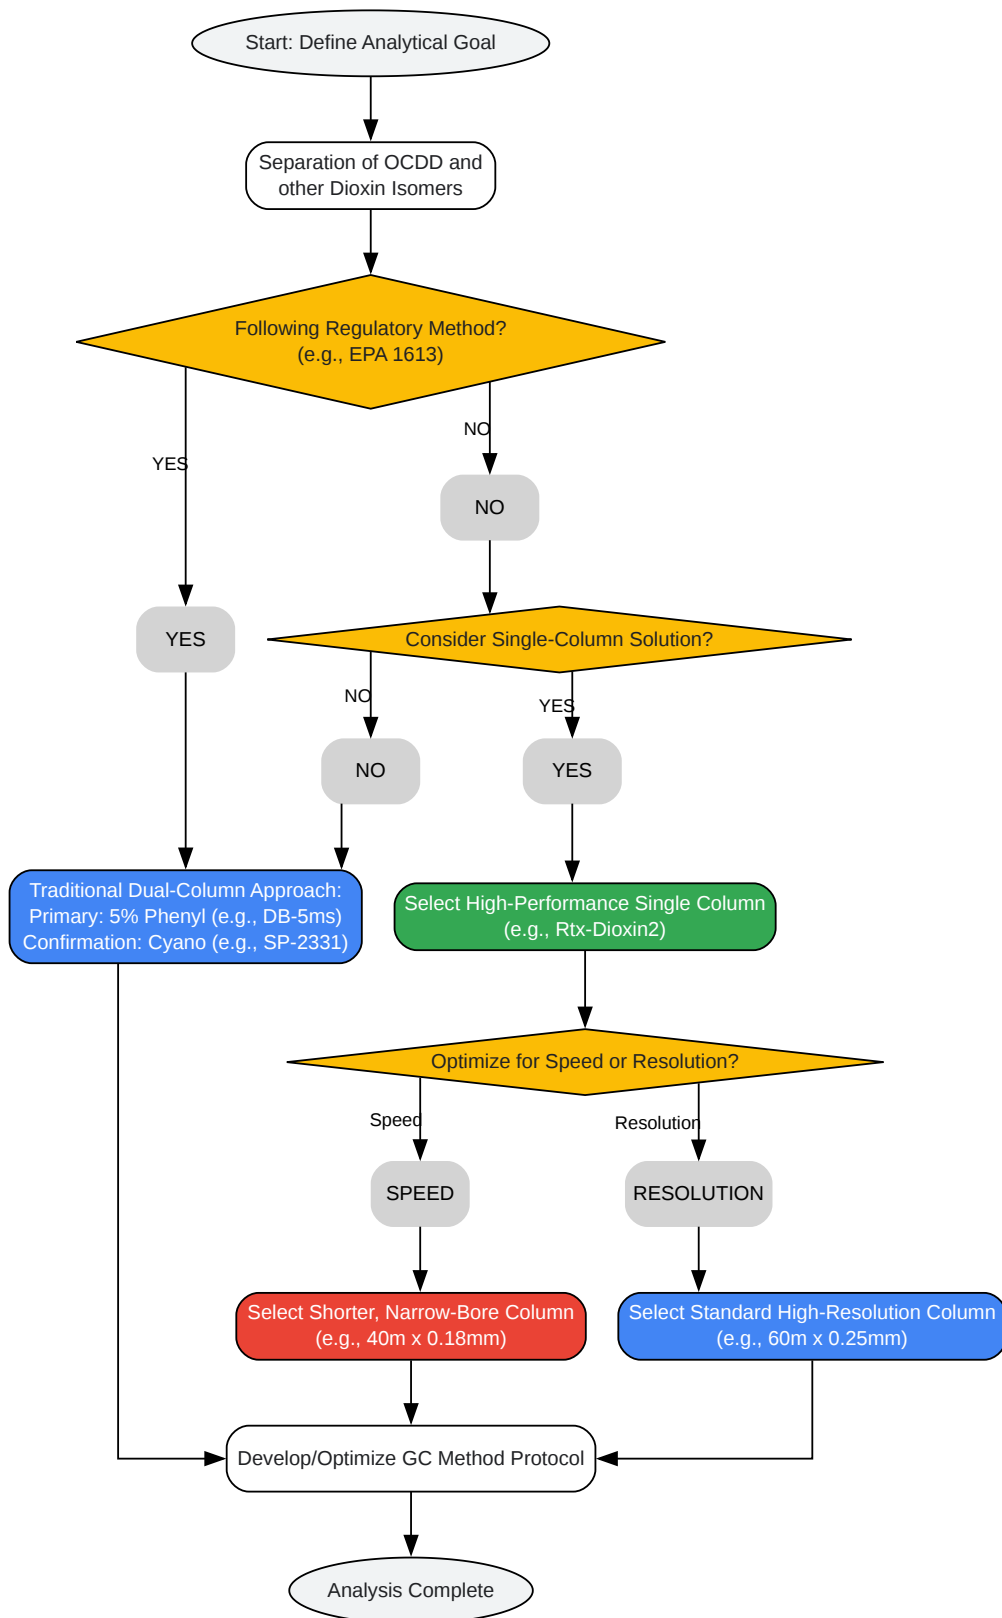 Start: Define Analytical Goal
Separation of OCDD and
other Dioxin Isomers
Following Regulatory Method?
(e.g., EPA 1613)
NO
YES
NO
YES
Consider Single-Column Solution?
NO
YES
NO
YES
Traditional Dual-Column Approach:
Primary: 5% Phenyl (e.g., DB-5ms)
Confirmation: Cyano (e.g., SP-2331)
Select High-Performance Single Column
(e.g., Rtx-Dioxin2)
Optimize for Speed or Resolution?
Speed
Resolution
SPEED
RESOLUTION
Select Shorter, Narrow-Bore Column
(e.g., 40m x 0.18mm)
Select Standard High-Resolution Column
(e.g., 60m x 0.25mm)
Develop/Optimize GC Method Protocol
Analysis Complete